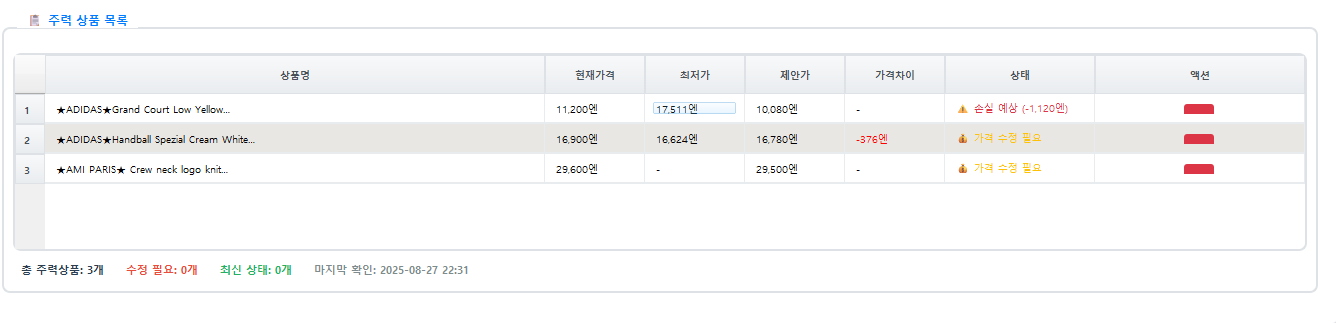 주력 상품 목록
상품명 현재가격 최저가 제안가 가격차이 상태 액션
1 ★ADIDAS★Grand Court Low Yellow... 11,200엔 17,511엔 10,080엔 - 손실 예상 (-1,120엔)
2 ★ADIDAS★Handball Spezial Cream White... 16,900엔 16,624엔 16,780엔 -376엔 가격 수정 필요
3 ★AMI PARIS★ Crew neck logo knit... 29,600엔 - 29,500엔 - 가격 수정 필요
총 주력상품: 3개 수정 필요: 0개 최신 상태: 0개 마지막 확인: 2025-08-27 22:31